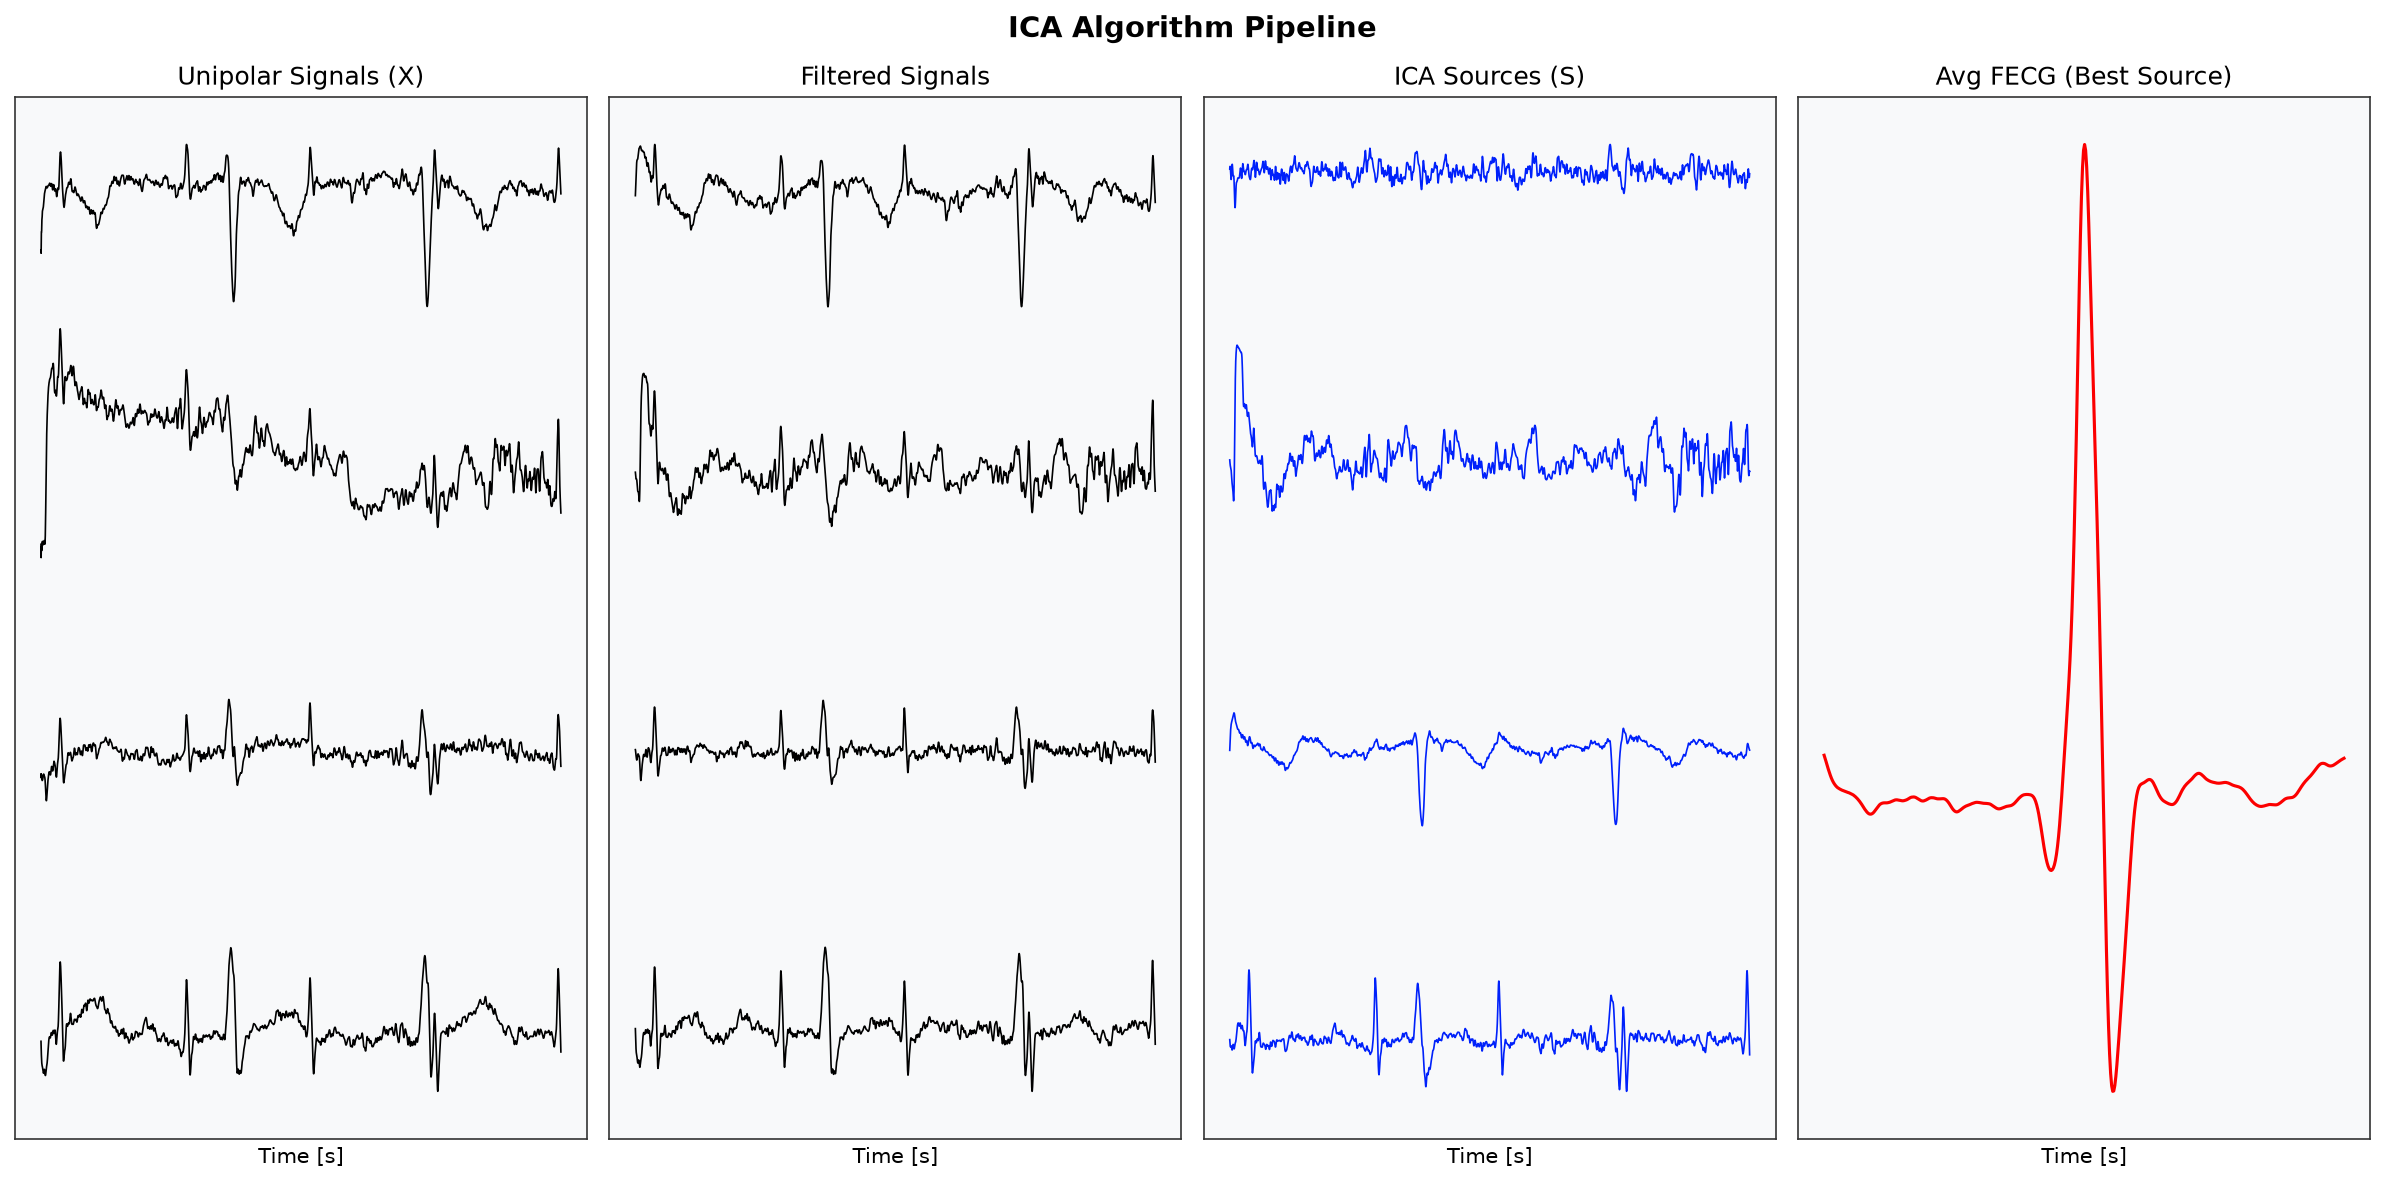 ICA Algorithm Pipeline
Unipolar Signals (X)
Filtered Signals
ICA Sources (S)
Avg FECG (Best Source)
Time [s]
Time [s]
Time [s]
Time [s]